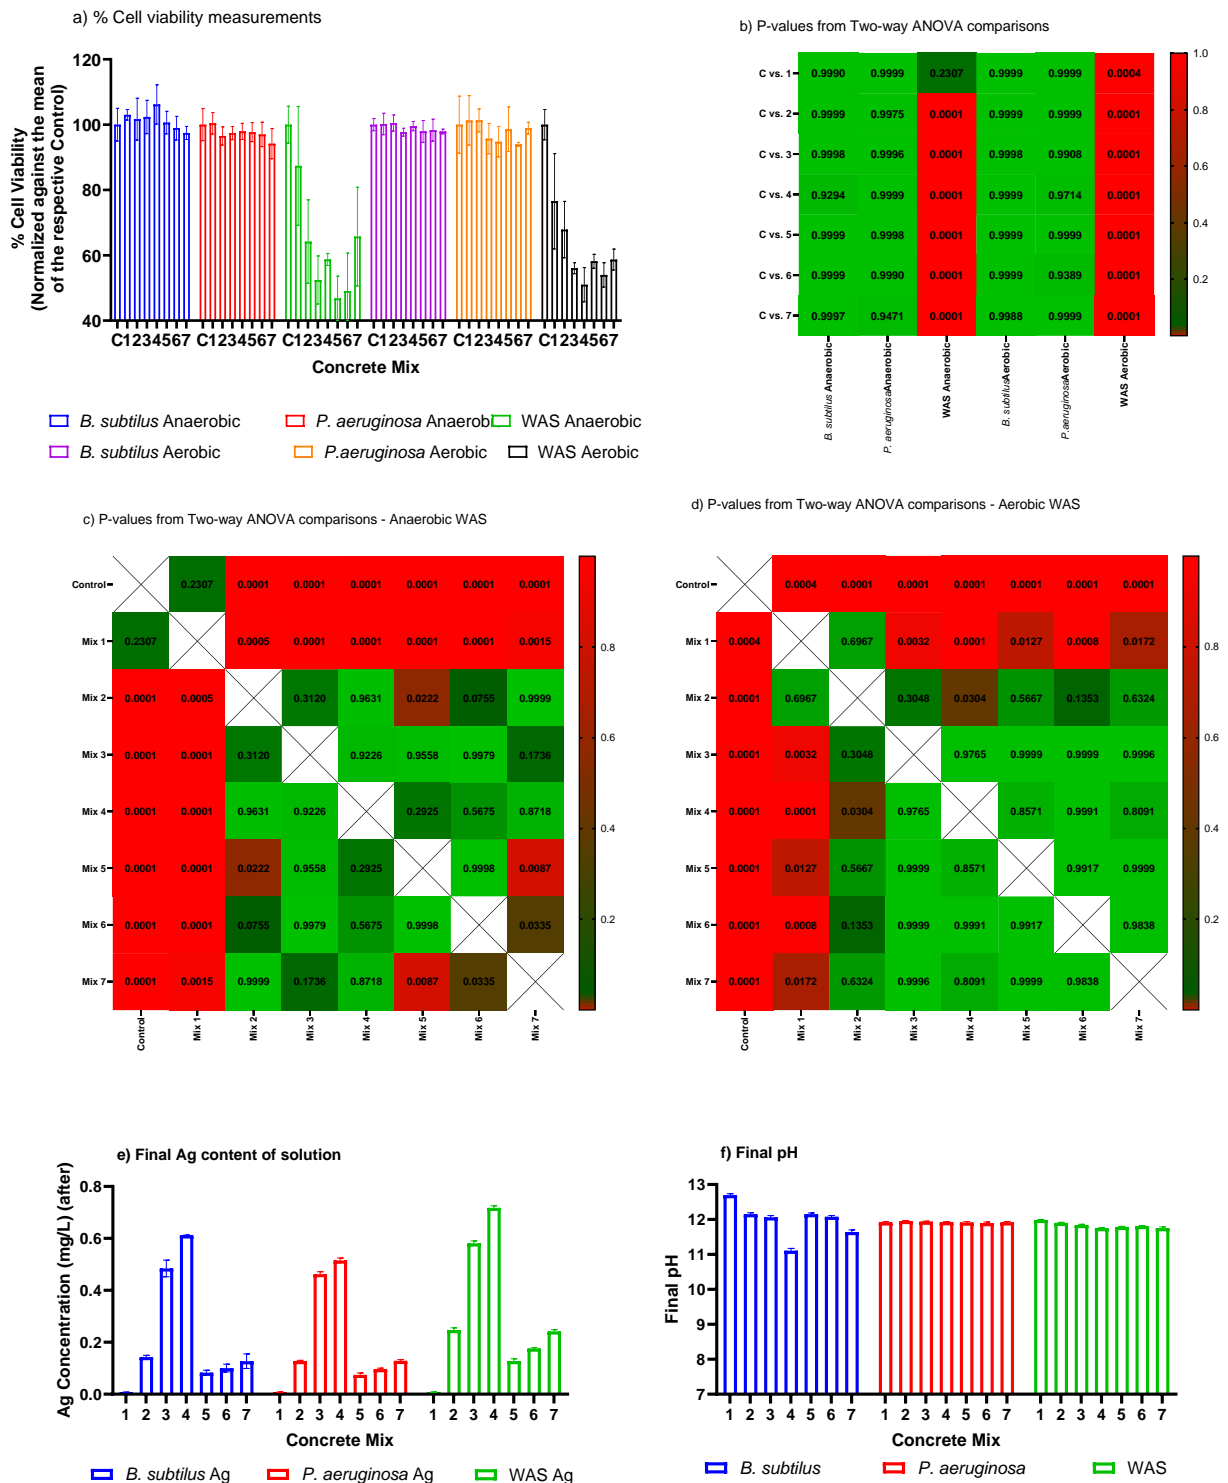 a) % Cell viability measurements
% Cell Viability
(Normalized against the mean
of the respective Control)
120
100
80
60
40
C1234567 C1234567 C1234567 C1234567 C1234567 C1234567
Concrete Mix
B. subtilus Anaerobic
P. aeruginosa Anaerob
WAS Anaerobic
B. subtilus Aerobic
P.aeruginosa Aerobic
WAS Aerobic
b) P-values from Two-way ANOVA comparisons
C vs. 1 0.9990 0.9999 0.2307 0.9999 0.9999 0.0004
C vs. 2 0.9999 0.9975 0.0001 0.9999 0.9999 0.0001
C vs. 3 0.9998 0.9996 0.0001 0.9998 0.9908 0.0001
C vs. 4 0.9294 0.9999 0.0001 0.9999 0.9714 0.0001
C vs. 5 0.9999 0.9998 0.0001 0.9999 0.9999 0.0001
C vs. 6 0.9999 0.9990 0.0001 0.9999 0.9389 0.0001
C vs. 7 0.9997 0.9471 0.0001 0.9988 0.9999 0.0001
B. subtilus Anaerobic
P. aeruginosaAnaerobic
WAS Anaerobic
B. subtilusAerobic
P.aeruginosaAerobic
WAS Aerobic
1.0
0.8
0.6
0.4
0.2
c) P-values from Two-way ANOVA comparisons - Anaerobic WAS
Control 0.2307 0.0001 0.0001 0.0001 0.0001 0.0001 0.0001
Mix 1 0.2307 0.0005 0.0001 0.0001 0.0001 0.0001 0.0015
Mix 2 0.0001 0.0005 0.3120 0.9631 0.0222 0.0755 0.9999
Mix 3 0.0001 0.0001 0.3120 0.9226 0.9558 0.9979 0.1736
Mix 4 0.0001 0.0001 0.9631 0.9226 0.2925 0.5675 0.8718
Mix 5 0.0001 0.0001 0.0222 0.9558 0.2925 0.9998 0.0087
Mix 6 0.0001 0.0001 0.0755 0.9979 0.5675 0.9998 0.0335
Mix 7 0.0001 0.0015 0.9999 0.1736 0.8718 0.0087 0.0335
Control Mix 1 Mix 2 Mix 3 Mix 4 Mix 5 Mix 6 Mix 7
0.8
0.6
0.4
0.2
d) P-values from Two-way ANOVA comparisons - Aerobic WAS
Control 0.0004 0.0001 0.0001 0.0001 0.0001 0.0001 0.0001
Mix 1 0.0004 0.6967 0.0032 0.0001 0.0127 0.0008 0.0172
Mix 2 0.0001 0.6967 0.3048 0.0304 0.5667 0.1353 0.6324
Mix 3 0.0001 0.0032 0.3048 0.9765 0.9999 0.9999 0.9996
Mix 4 0.0001 0.0001 0.0304 0.9765 0.8571 0.9991 0.8091
Mix 5 0.0001 0.0127 0.5667 0.9999 0.8571 0.9917 0.9999
Mix 6 0.0001 0.0008 0.1353 0.9999 0.9991 0.9917 0.9838
Mix 7 0.0001 0.0172 0.6324 0.9996 0.8091 0.9999 0.9838
Control Mix 1 Mix 2 Mix 3 Mix 4 Mix 5 Mix 6 Mix 7
0.8
0.6
0.4
0.2
e) Final Ag content of solution
Ag Concentration (mg/L) (after)
0.8
0.6
0.4
0.2
0.0
1 2 3 4 5 6 7 1 2 3 4 5 6 7 1 2 3 4 5 6 7
Concrete Mix
B. subtilus Ag
P. aeruginosa Ag
WAS Ag
f) Final pH
Final pH
13
12
11
10
9
8
7
1 2 3 4 5 6 7 1 2 3 4 5 6 7 1 2 3 4 5 6 7
Concrete Mix
B. subtilus
P. aeruginosa
WAS